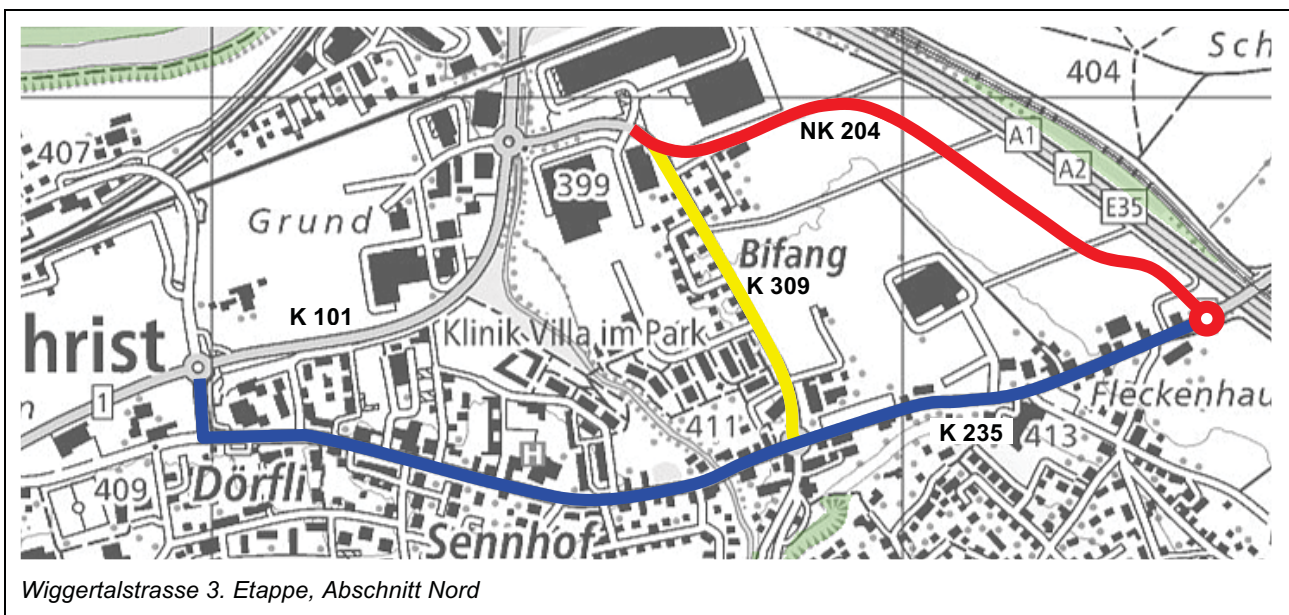 Sch
404
NK 204
A1
407
A2
399
E35
Grund
Bifang
K 309
K 101
hrist
Klinik Villa im Park
1
Fleckenhau
411
K 235
413
H
409
Dörfli
Sennhof
Wiggertalstrasse 3. Etappe, Abschnitt Nord